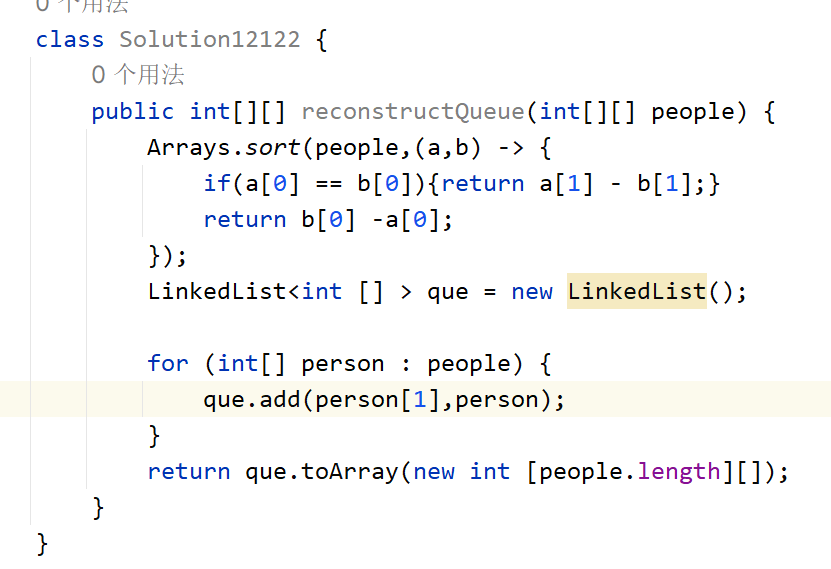 0 个用法
class Solution12122 {
0 个用法
public int[][] reconstructQueue(int[][] people) {
Arrays.sort(people,(a,b) -> {
if(a[0] == b[0]){return a[1] - b[1];}
return b[0] -a[0];
});
LinkedList<int [] > que = new LinkedList();
for (int[] person : people) {
que.add(person[1],person);
}
return que.toArray(new int [people.length][]);
}
}